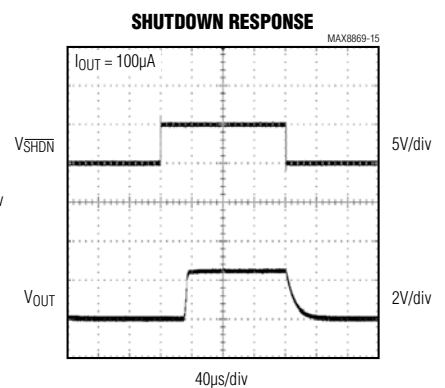 SHUTDOWN RESPONSE
MAX8869-15
IOUT = 100µA
VSHDN
5V/div
VOUT
2V/div
40µs/div